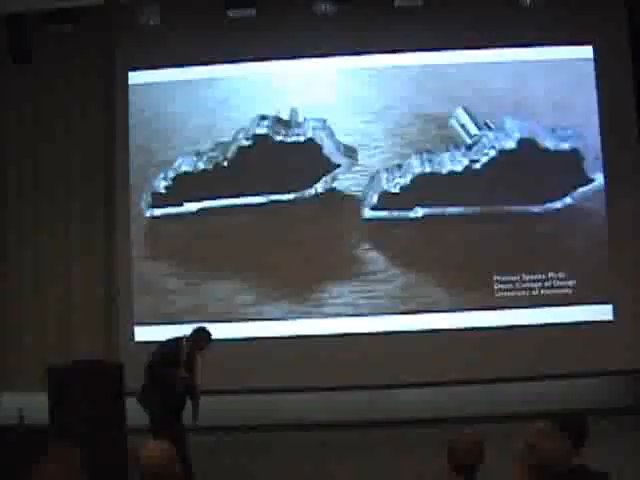 Michael Speaks Ph.D.
Dean, College of Design
University of Kentucky